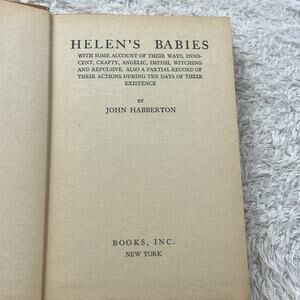 HELEN'S BABIES
WITH SOME ACCOUNT OF THEIR WAYS, INNO-
CENT, CRAFTY, ANGELIC, IMPISH, WITCHING
AND REPULSIVE. ALSO A PARTIAL RECORD OF
THEIR ACTIONS DURING TEN DAYS OF THEIR
EXISTENCE
BY
JOHN HABBERTON
BOOKS, INC.
NEW YORK